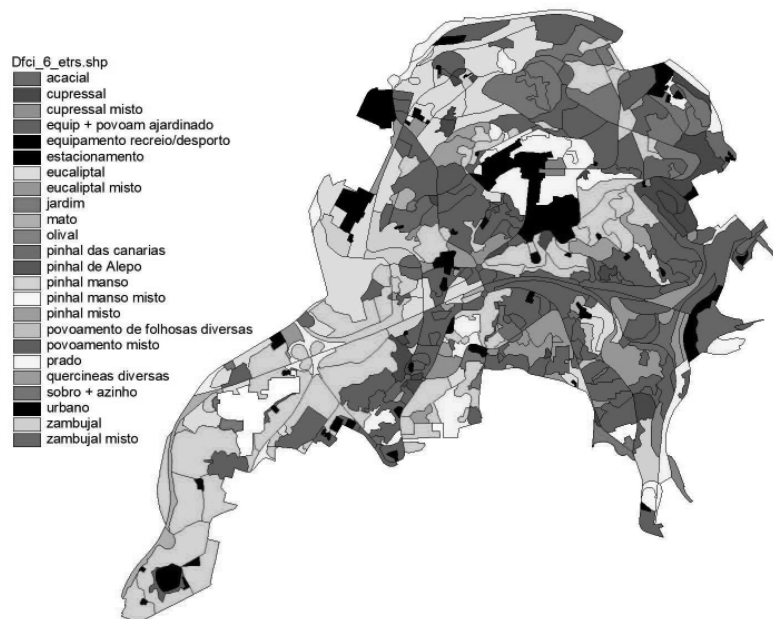 Dfci_6_etrs.shp
acacial
cupressal
cupressal misto
equip + povoam ajardinado
equipamento recreio/desporto
estacionamento
eucaliptal
eucaliptal misto
jardim
mato
olival
pinhal das canarias
pinhal de Alepo
pinhal manso
pinhal manso misto
pinhal misto
povoamento de folhosas diversas
povoamento misto
prado
quercineas diversas
sobro + azinho
urbano
zambujal
zambujal misto